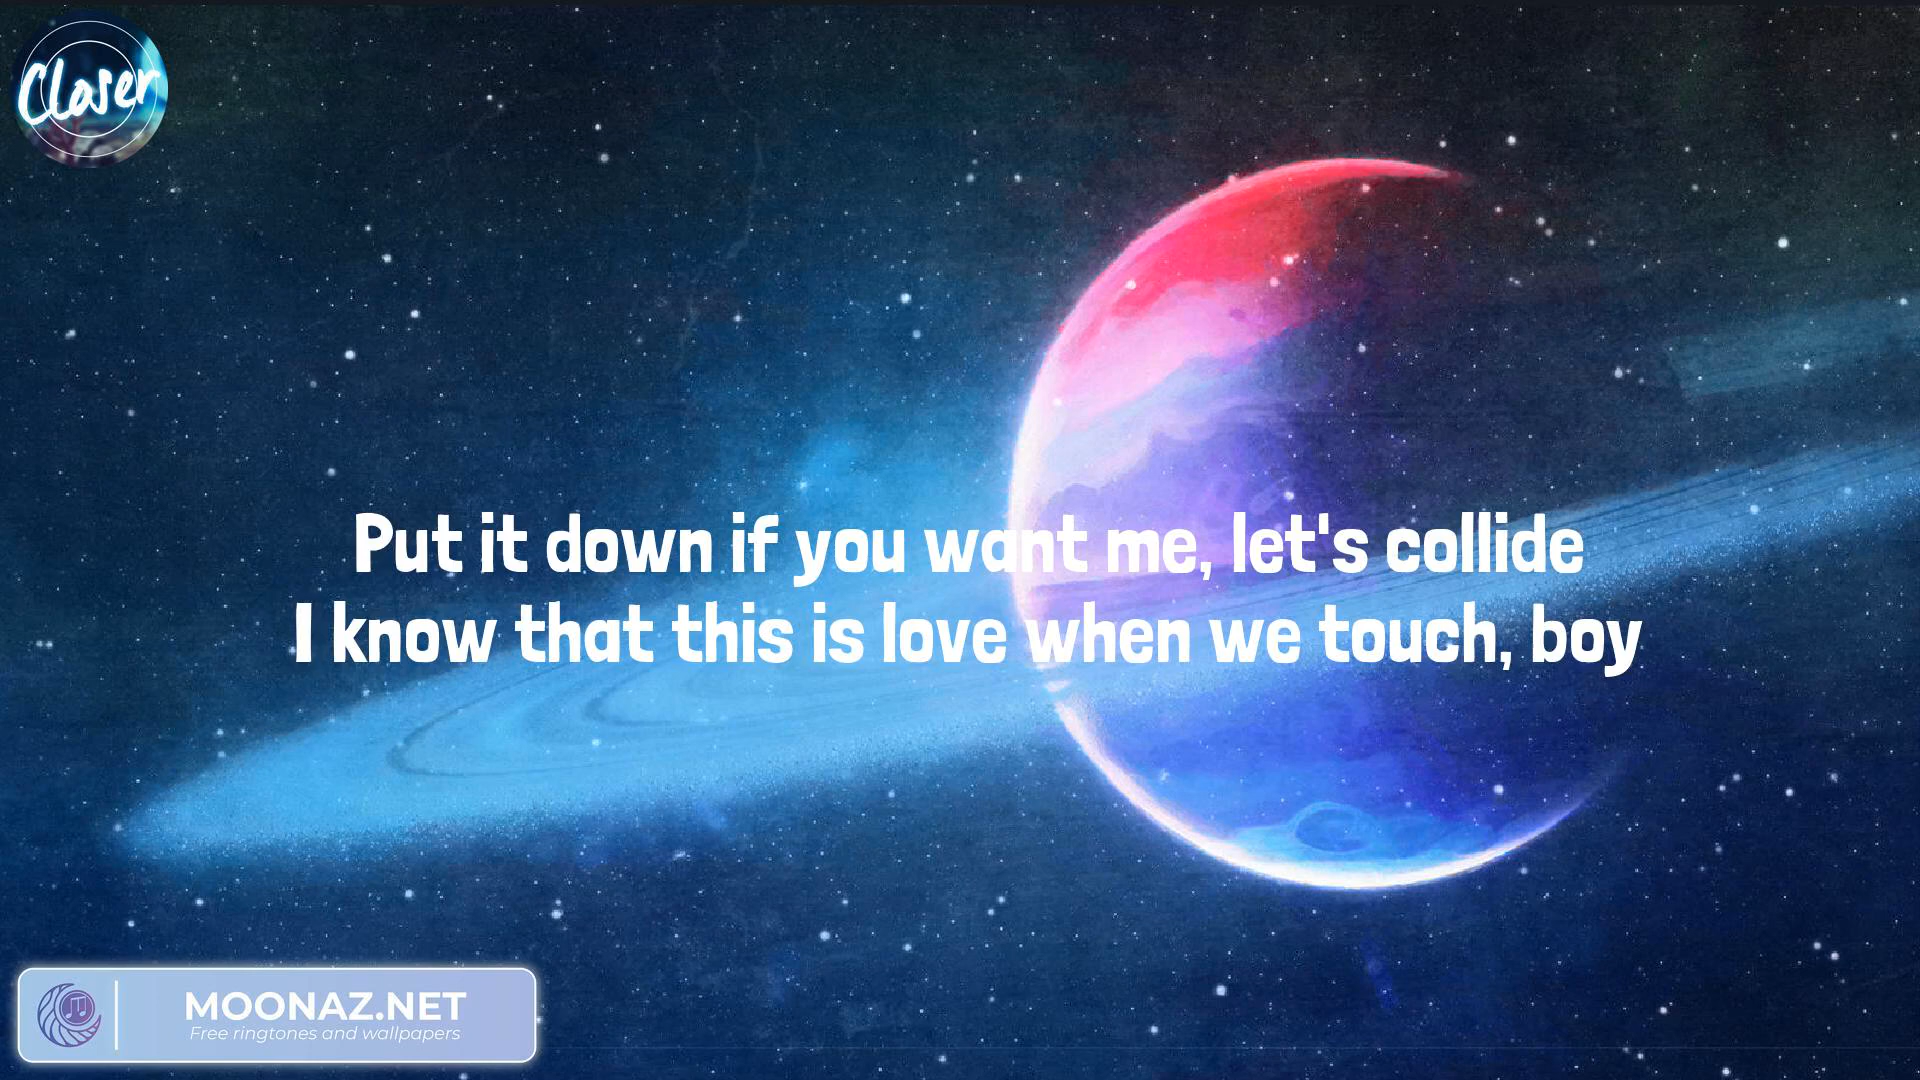 Closer
Put it down if you want me, let's collide
I know that this is love when we touch, boy
MOONAZ.NET
Free ringtones and wallpapers